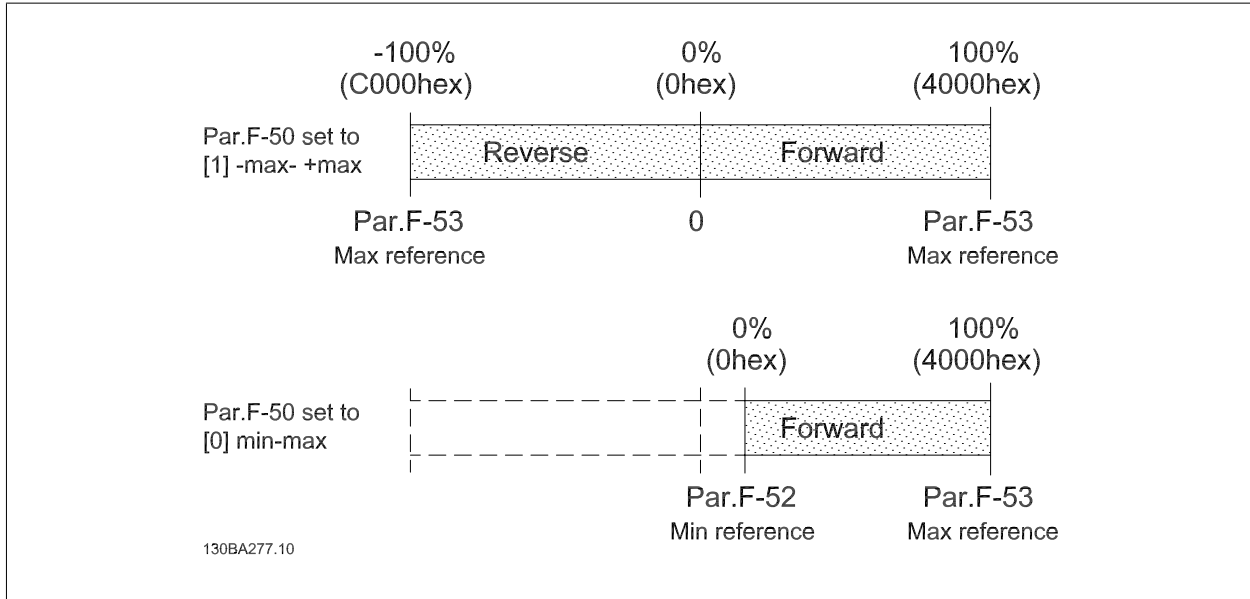 -100% 0% 100%
(C000hex) (0hex) (4000hex)
Par.F-50 set to
[1] -max- +max
Reverse Forward
Par.F-53 0 Par.F-53
Max reference Max reference
0% 100%
(0hex) (4000hex)
Par.F-50 set to
[0] min-max
Forward
Par.F-52 Par.F-53
Min reference Max reference
130BA277.10